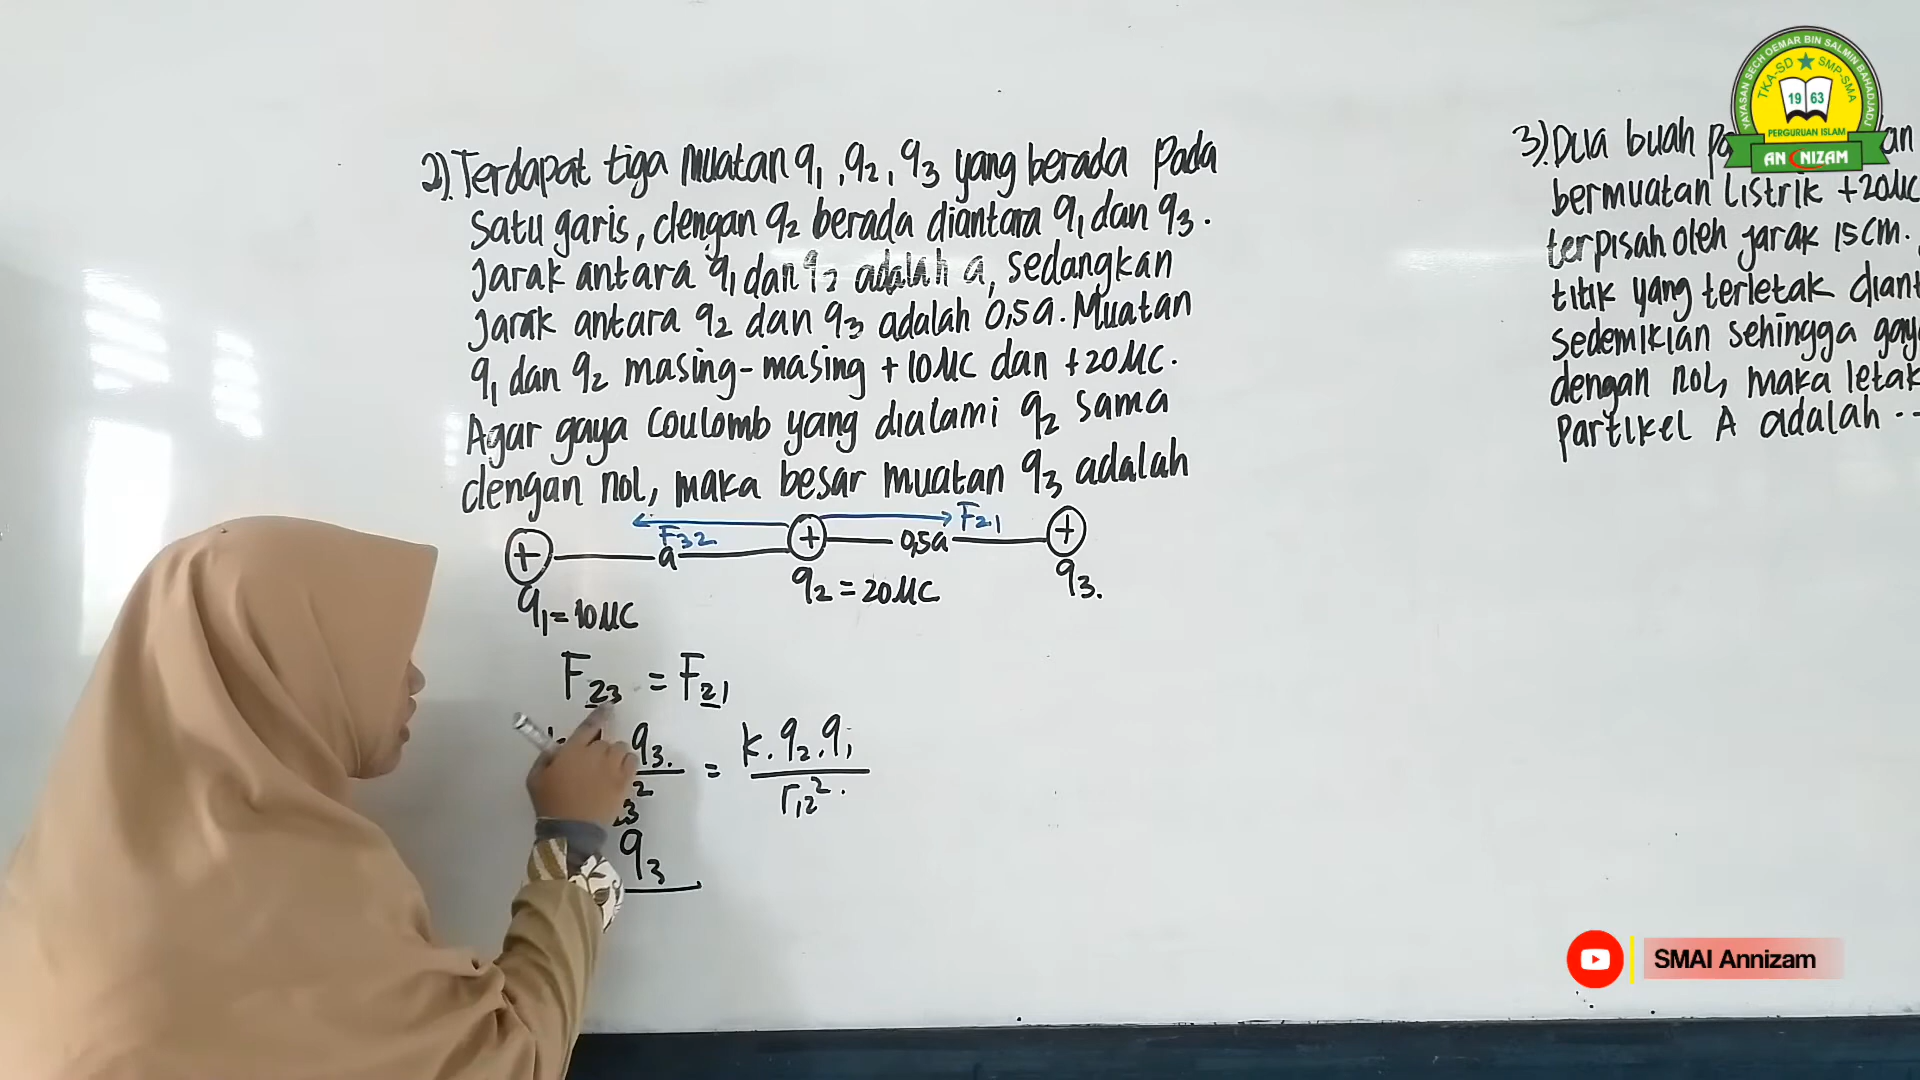 2). Terdapat tiga Muatan q1, q2, q3 yang berada pada
Satu garis, dengan q2 berada diantara q1 dan q3.
Jarak antara q1 dan q2 adalah a, sedangkan
Jarak antara q2 dan q3 adalah 0,5a. Muatan
q1 dan q2 masing-masing +10μC dan +20μC.
Agar gaya Coulomb yang dialami q2 sama
dengan nol, maka besar muatan q3 adalah
F32 F21
+ a + 0,5a +
q1 = 10μC q2 = 20μC q3.
F23 = F21
q3. = k. q2. q1
r12².
q3
3). Dua buah
bermuatan listrik +20μC
terpisah oleh jarak 15 cm.
titik yang terletak
sedemikian sehingga
dengan nol, maka letak
Partikel A adalah
YAYASAN SECH OEMAR BIN SALMIN BAHADJADJ
TKA-SD SMP-SMA
19 63
PERGURUAN ISLAM
AN NIZAM
SMAI Annizam